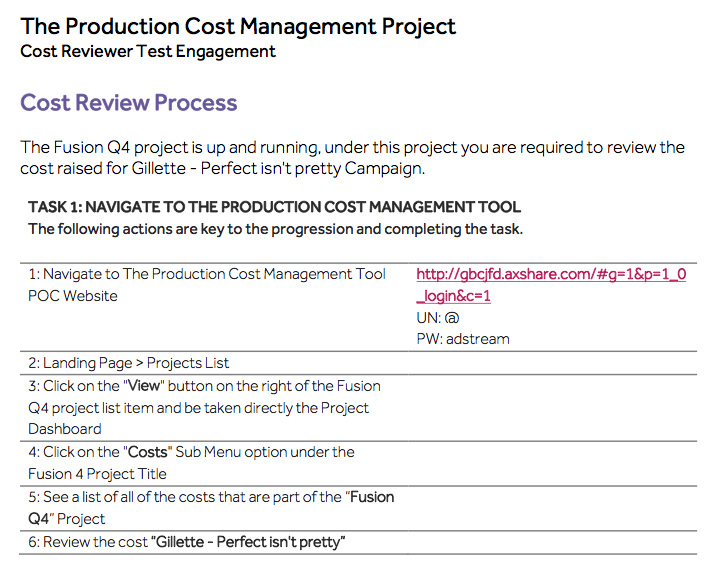 The Production Cost Management Project
Cost Reviewer Test Engagement
Cost Review Process
The Fusion Q4 project is up and running, under this project you are required to review the
cost raised for Gillette - Perfect isn't pretty Campaign.
TASK 1: NAVIGATE TO THE PRODUCTION COST MANAGEMENT TOOL
The following actions are key to the progression and completing the task.
1: Navigate to The Production Cost Management Tool
POC Website
http://gbcjfd.axshare.com/#g=1&p=1_0
_login&c=1
UN: @
PW: adstream
2: Landing Page > Projects List
3: Click on the "View" button on the right of the Fusion
Q4 project list item and be taken directly the Project
Dashboard
4: Click on the "Costs" Sub Menu option under the
Fusion 4 Project Title
5: See a list of all of the costs that are part of the “Fusion
Q4” Project
6: Review the cost “Gillette - Perfect isn't pretty”